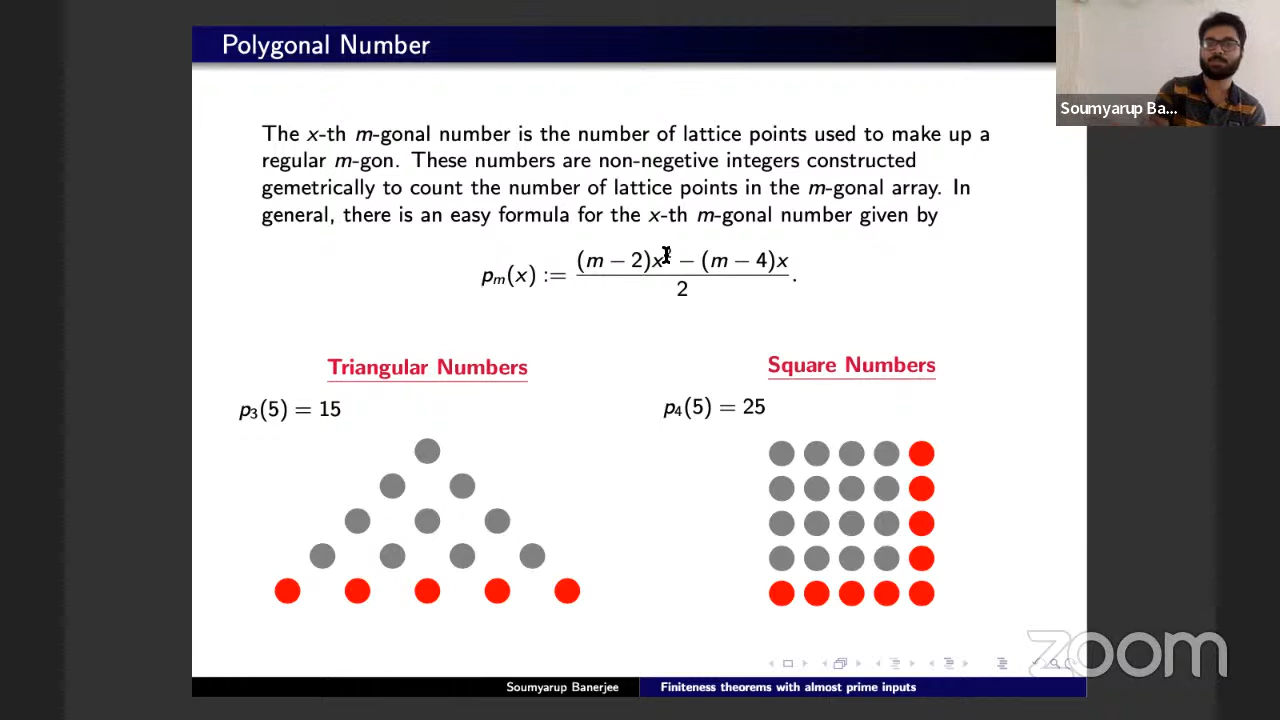 Polygonal Number
Soumyarup Ba...
The x-th m-gonal number is the number of lattice points used to make up a
regular m-gon. These numbers are non-negetive integers constructed
gemetrically to count the number of lattice points in the m-gonal array. In
general, there is an easy formula for the x-th m-gonal number given by
pₘ(x) := ((m − 2)x² − (m − 4)x) / 2.
Triangular Numbers
Square Numbers
p₃(5) = 15
p₄(5) = 25
zoom
Soumyarup Banerjee
Finiteness theorems with almost prime inputs